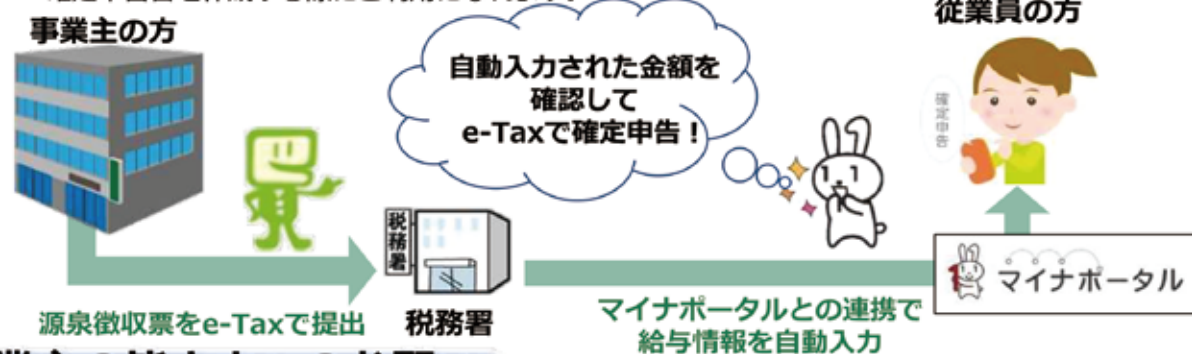 事業主の方
従業員の方
自動入力された金額を
確認して
e-Taxで確定申告！
確定申告
税務署
マイナポータル
源泉徴収票をe-Taxで提出
税務署
マイナポータルとの連携で
給与情報を自動入力